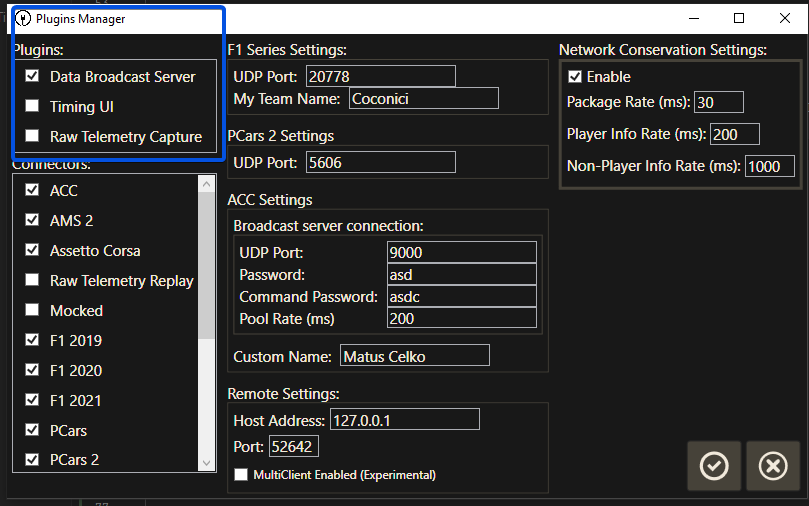 Plugins Manager
Plugins:
Data Broadcast Server
Timing UI
Raw Telemetry Capture
Connectors:
ACC
AMS 2
Assetto Corsa
Raw Telemetry Replay
Mocked
F1 2019
F1 2020
F1 2021
PCars
PCars 2
F1 Series Settings:
UDP Port: 20778
My Team Name: Coconici
PCars 2 Settings
UDP Port: 5606
ACC Settings
Broadcast server connection:
UDP Port: 9000
Password: asd
Command Password: asdc
Pool Rate (ms) 200
Custom Name: Matus Celko
Remote Settings:
Host Address: 127.0.0.1
Port: 52642
MultiClient Enabled (Experimental)
Network Conservation Settings:
Enable
Package Rate (ms): 30
Player Info Rate (ms): 200
Non-Player Info Rate (ms): 1000